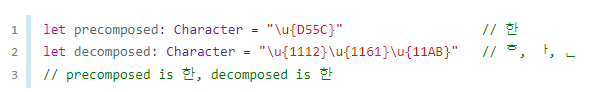 1 let precomposed: Character = "\u{D55C}" // 한
2 let decomposed: Character = "\u{1112}\u{1161}\u{11AB}" // ᄒ, ᅡ, ᆫ
3 // precomposed is 한, decomposed is 한